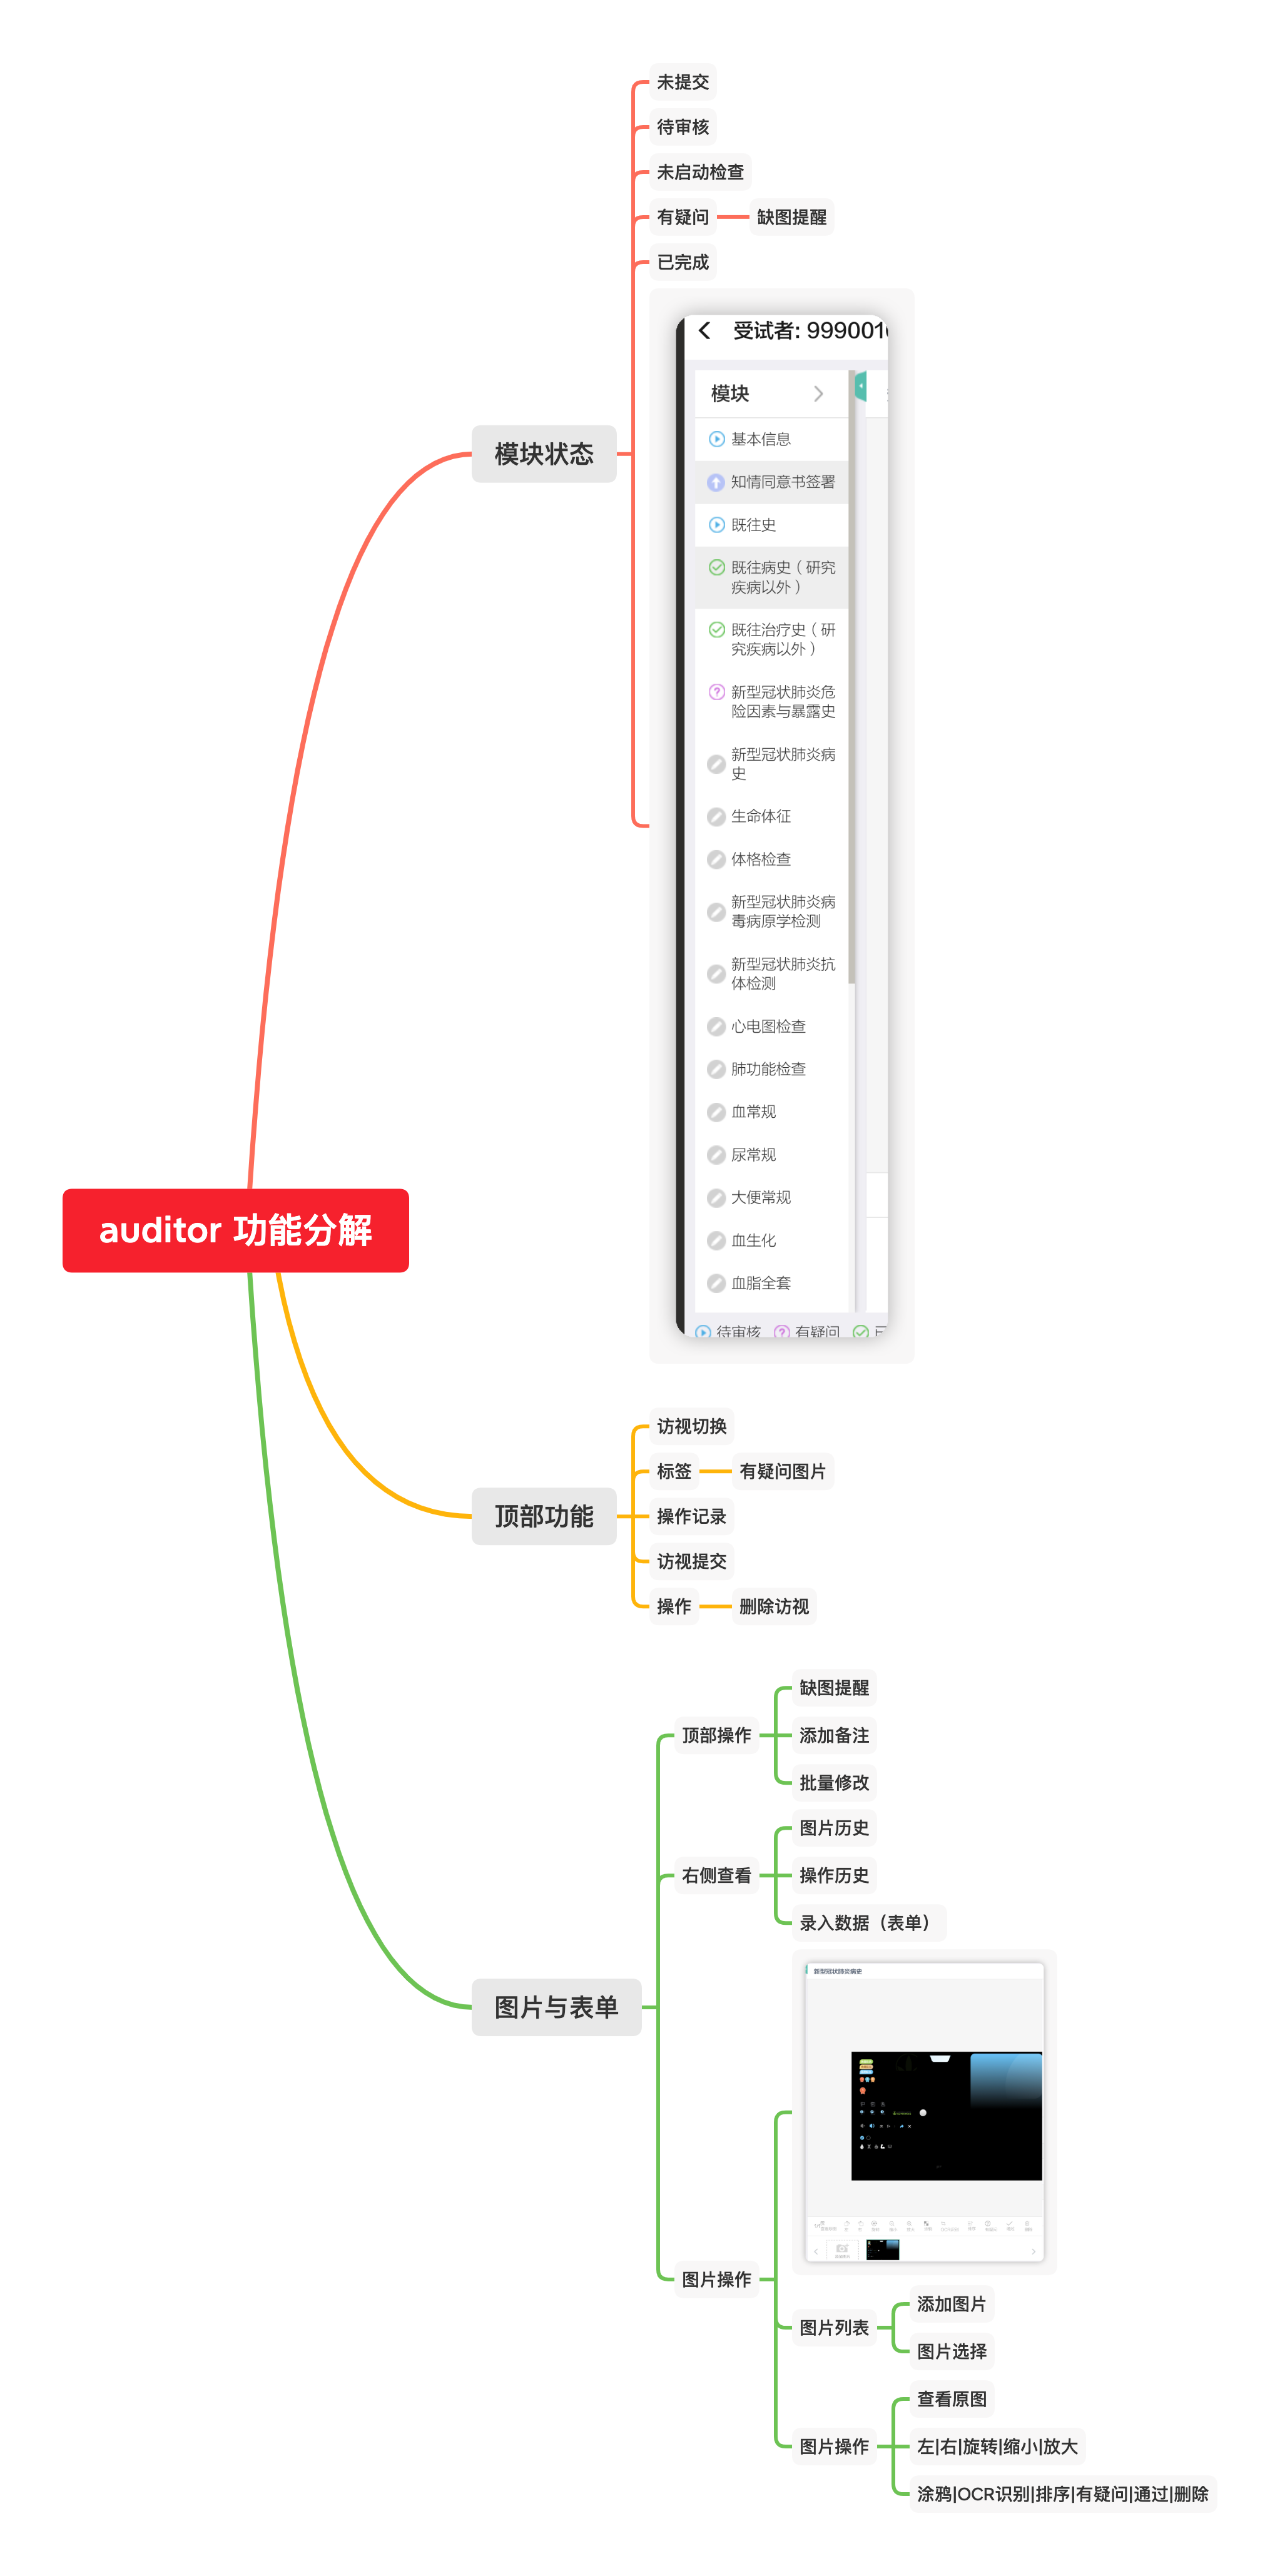 auditor 功能分解
模块状态
未提交
待审核
未启动检查
有疑问
缺图提醒
已完成
受试者: 999001
模块
基本信息
知情同意书签署
既往史
既往病史（研究
疾病以外）
既往治疗史（研
究疾病以外）
新型冠状肺炎危
险因素与暴露史
新型冠状肺炎病
史
生命体征
体格检查
新型冠状肺炎病
毒病原学检测
新型冠状肺炎抗
体检测
心电图检查
肺功能检查
血常规
尿常规
大便常规
血生化
血脂全套
待审核 有疑问
顶部功能
访视切换
标签
有疑问图片
操作记录
访视提交
操作
删除访视
图片与表单
顶部操作
缺图提醒
添加备注
批量修改
右侧查看
图片历史
操作历史
录入数据（表单）
图片操作
新型冠状肺炎病史
图片列表
添加图片
图片选择
图片操作
查看原图
左|右|旋转|缩小|放大
涂鸦|OCR识别|排序|有疑问|通过|删除